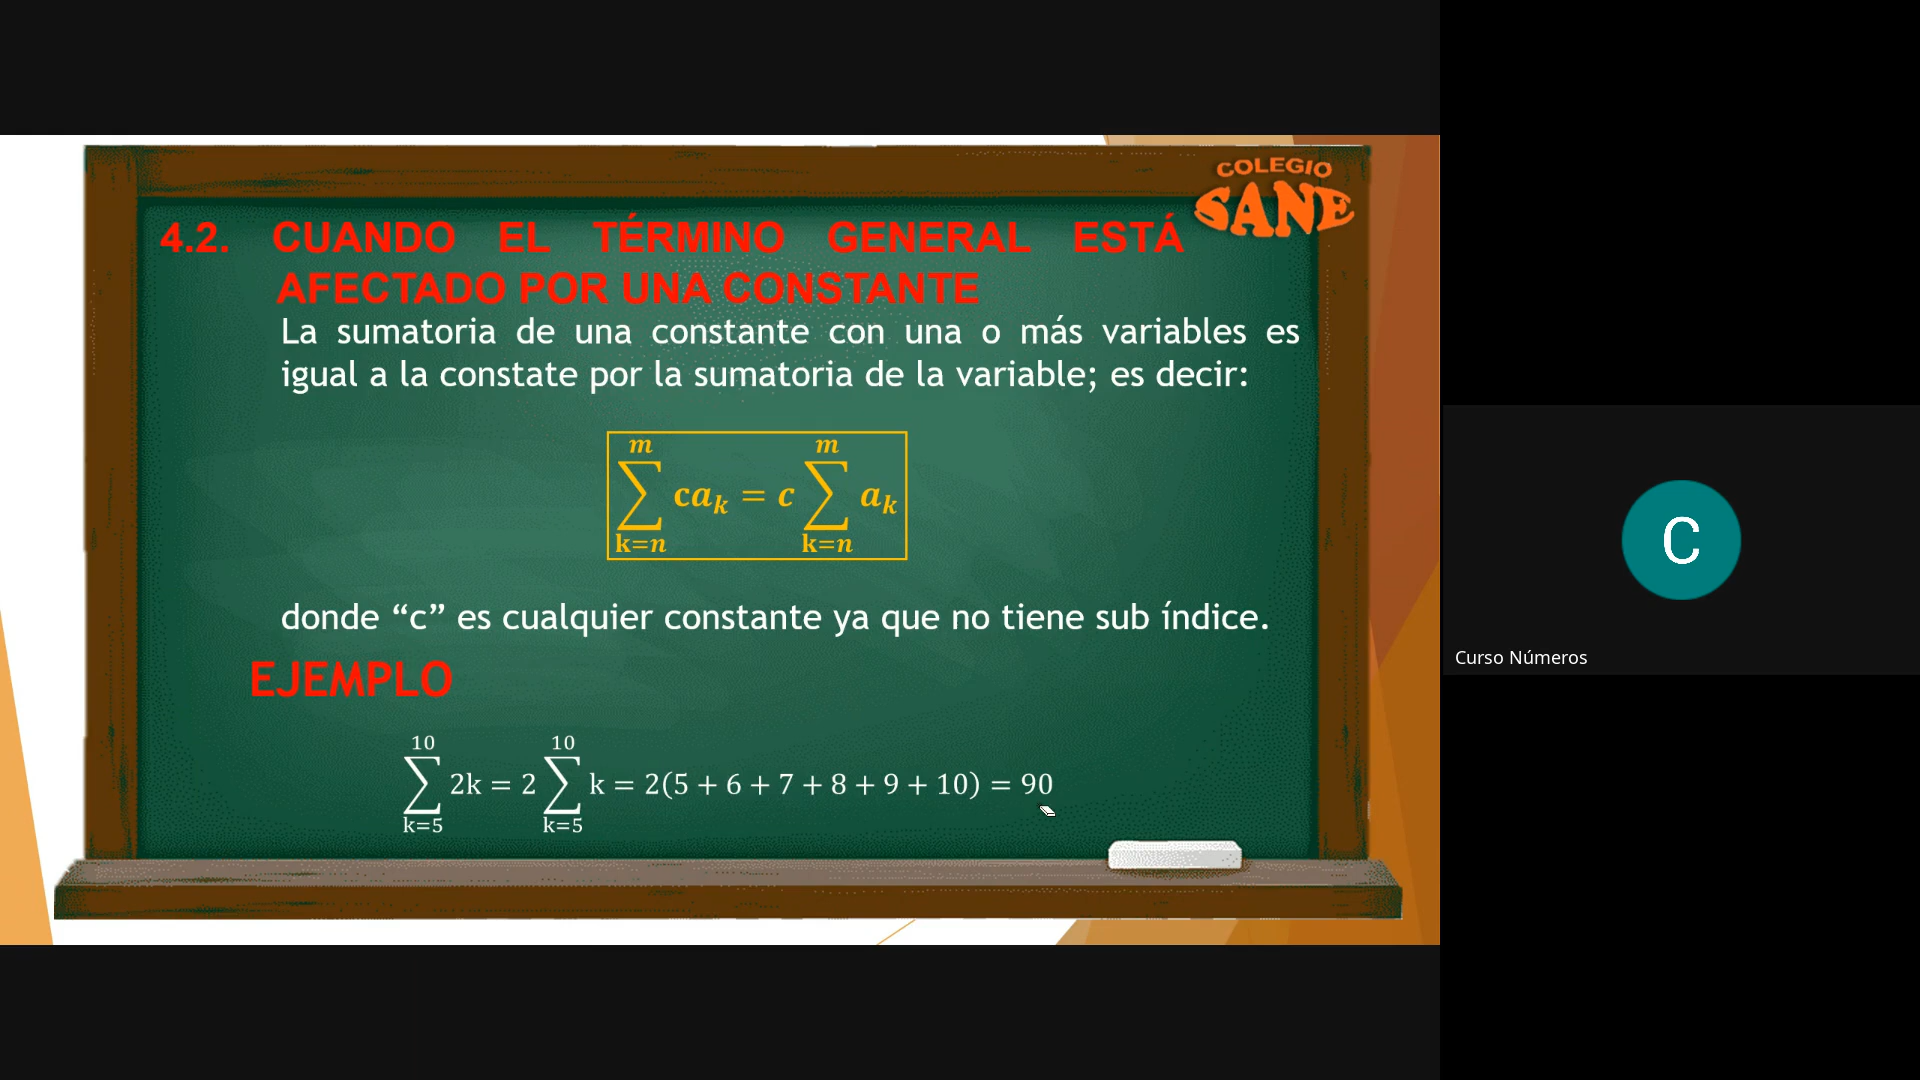 COLEGIO
SANE
4.2. CUANDO EL TÉRMINO GENERAL ESTÁ
AFECTADO POR UNA CONSTANTE
La sumatoria de una constante con una o más variables es
igual a la constate por la sumatoria de la variable; es decir:
∑_{k=n}^{m} ca_k = c ∑_{k=n}^{m} a_k
donde “c” es cualquier constante ya que no tiene sub índice.
EJEMPLO
∑_{k=5}^{10} 2k = 2 ∑_{k=5}^{10} k = 2(5 + 6 + 7 + 8 + 9 + 10) = 90
C
Curso Números